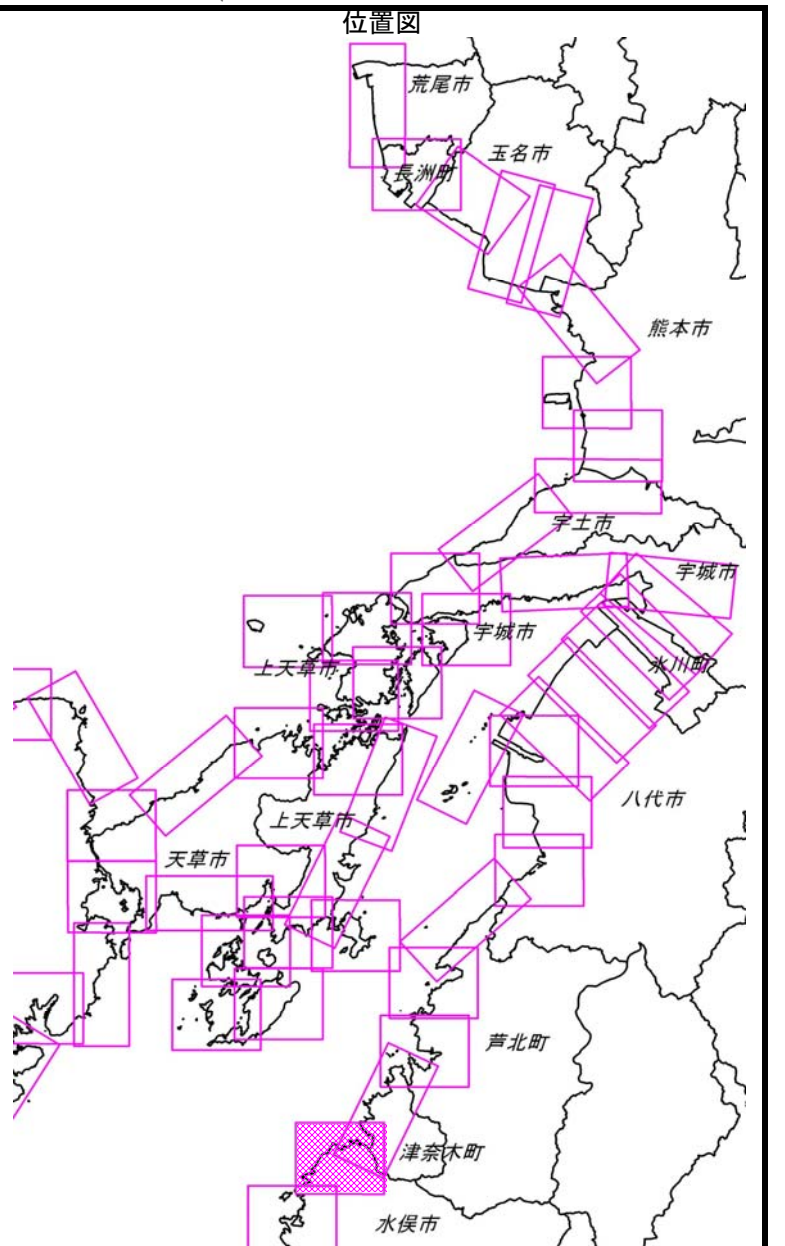 位置図
荒尾市
玉名市
長洲町
熊本市
宇土市
宇城市
宇城市
氷川町
上天草市
八代市
上天草市
天草市
芦北町
津奈木町
水俣市